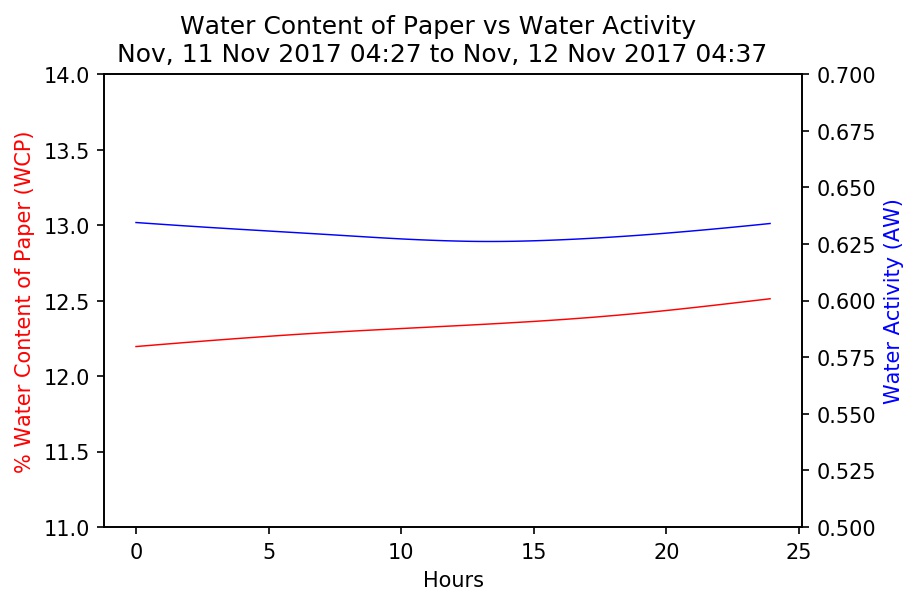 Water Content of Paper vs Water Activity
Nov, 11 Nov 2017 04:27 to Nov, 12 Nov 2017 04:37
% Water Content of Paper (WCP)
14.0
13.5
13.0
12.5
12.0
11.5
11.0
0.700
0.675
0.650
0.625
0.600
0.575
0.550
0.525
0.500
Water Activity (AW)
0 5 10 15 20 25
Hours